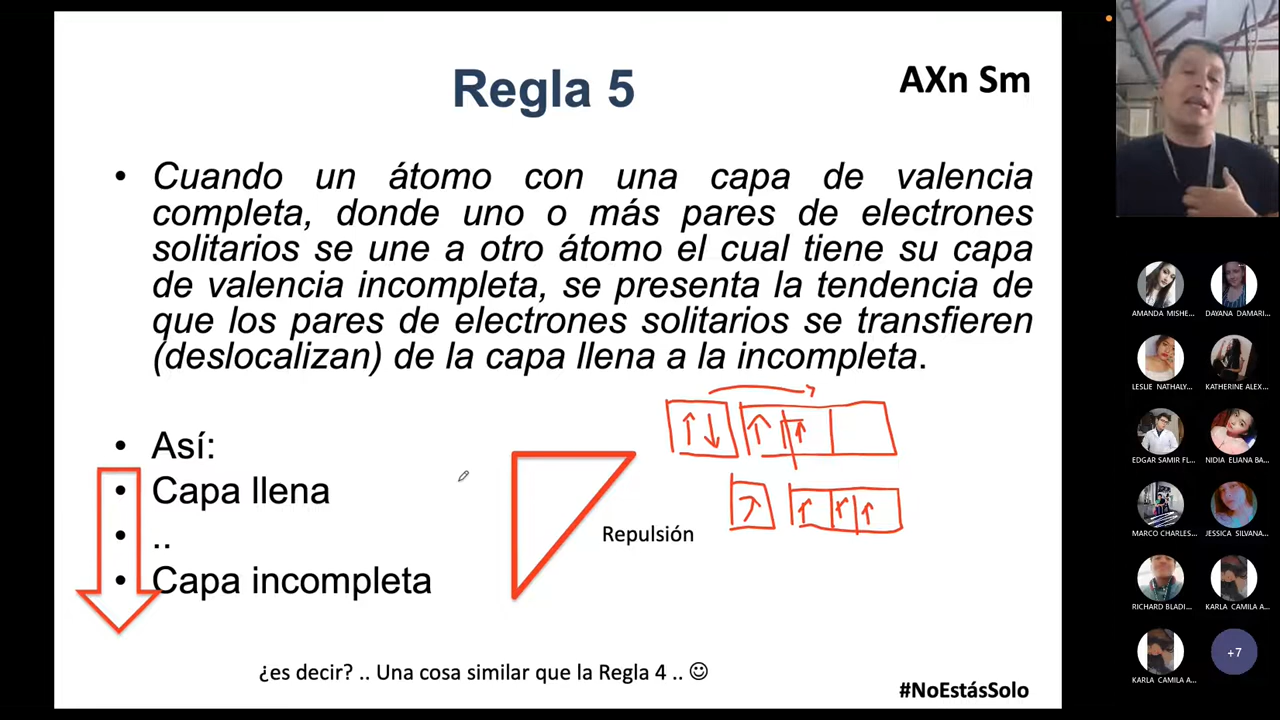 Regla 5
AXn Sm
• Cuando un átomo con una capa de valencia
completa, donde uno o más pares de electrones
solitarios se une a otro átomo el cual tiene su capa
de valencia incompleta, se presenta la tendencia de
que los pares de electrones solitarios se transfieren
(deslocalizan) de la capa llena a la incompleta.
• Así:
• Capa llena
• ..
• Capa incompleta
Repulsión
¿es decir? .. Una cosa similar que la Regla 4 .. ☺
#NoEstásSolo
AMANDA MISHE...
DAYANA DAMARI...
LESLIE NATHALY...
KATHERINE ALEX...
EDGAR SAMIR FL...
NIDIA ELIANA BA...
MARCO CHARLES...
JESSICA SILVANA...
RICHARD BLADI...
KARLA CAMILA A...
KARLA CAMILA A...
+7